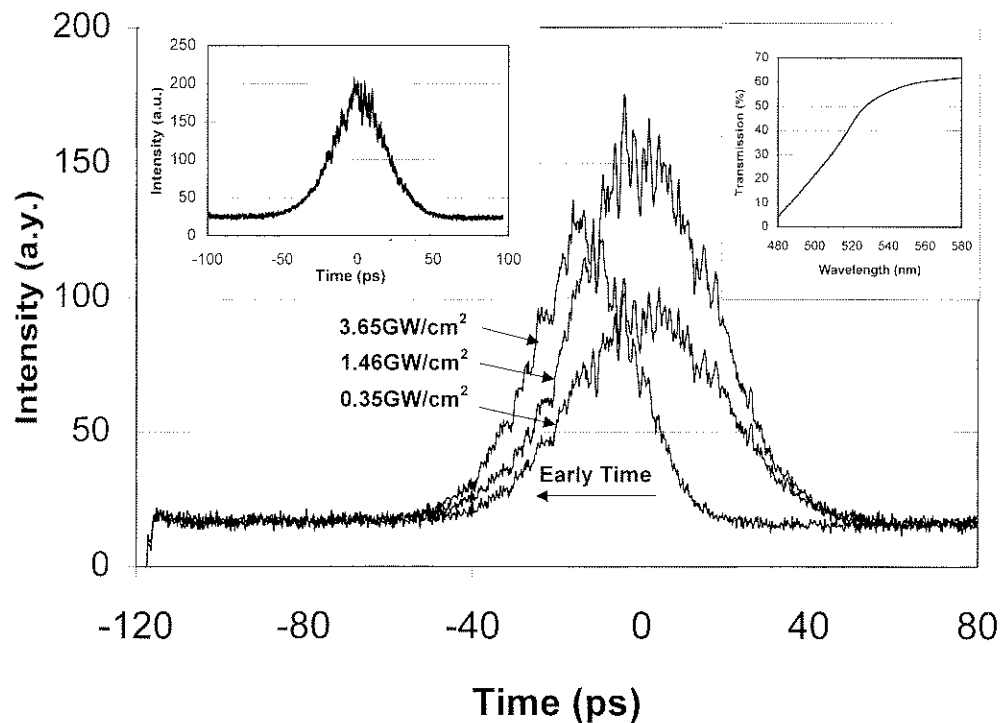 200
150
100
50
0
Intensity (a.y.)
250
200
150
100
50
0
Intensity (a.u.)
-100 -50 0 50 100
Time (ps)
70
60
50
40
30
20
10
0
Transmission (%)
480 500 520 540 560 580
Wavelength (nm)
3.65GW/cm²
1.46GW/cm²
0.35GW/cm²
Early Time
-120 -80 -40 0 40 80
Time (ps)